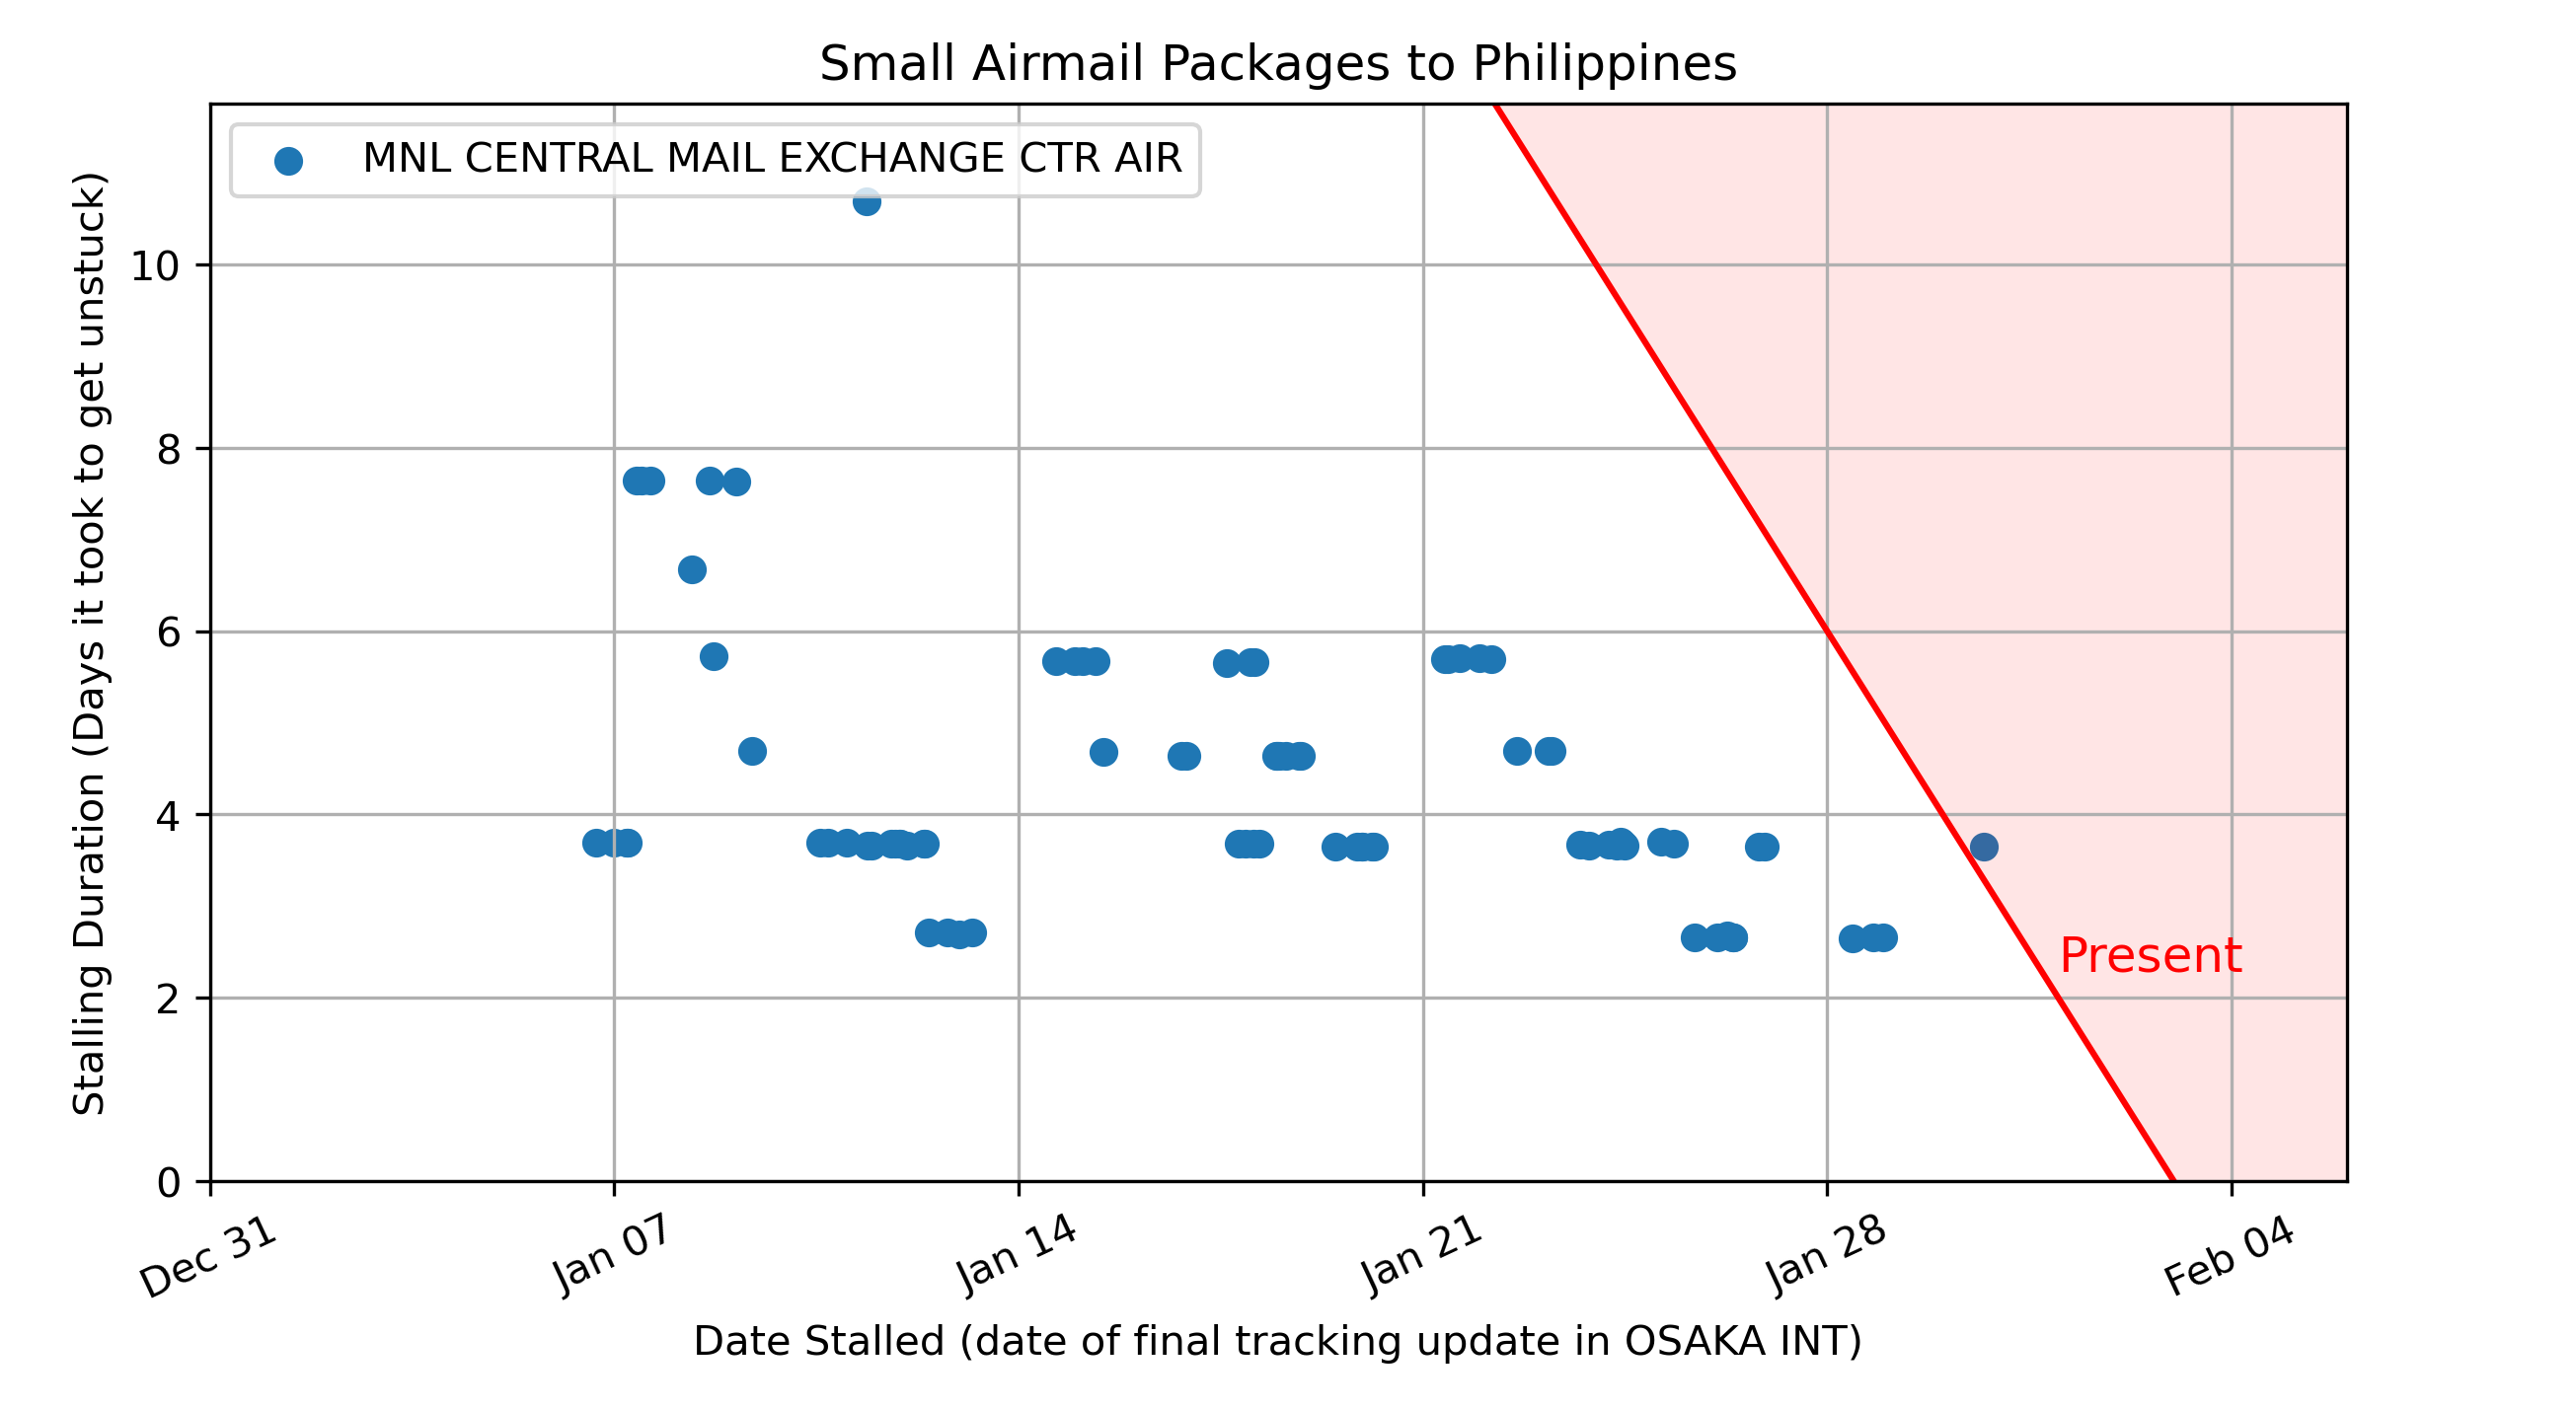 Small Airmail Packages to Philippines
MNL CENTRAL MAIL EXCHANGE CTR AIR
Stalling Duration (Days it took to get unstuck)
10
8
6
4
2
0
Present
Dec 31
Jan 07
Jan 14
Jan 21
Jan 28
Feb 04
Date Stalled (date of final tracking update in OSAKA INT)